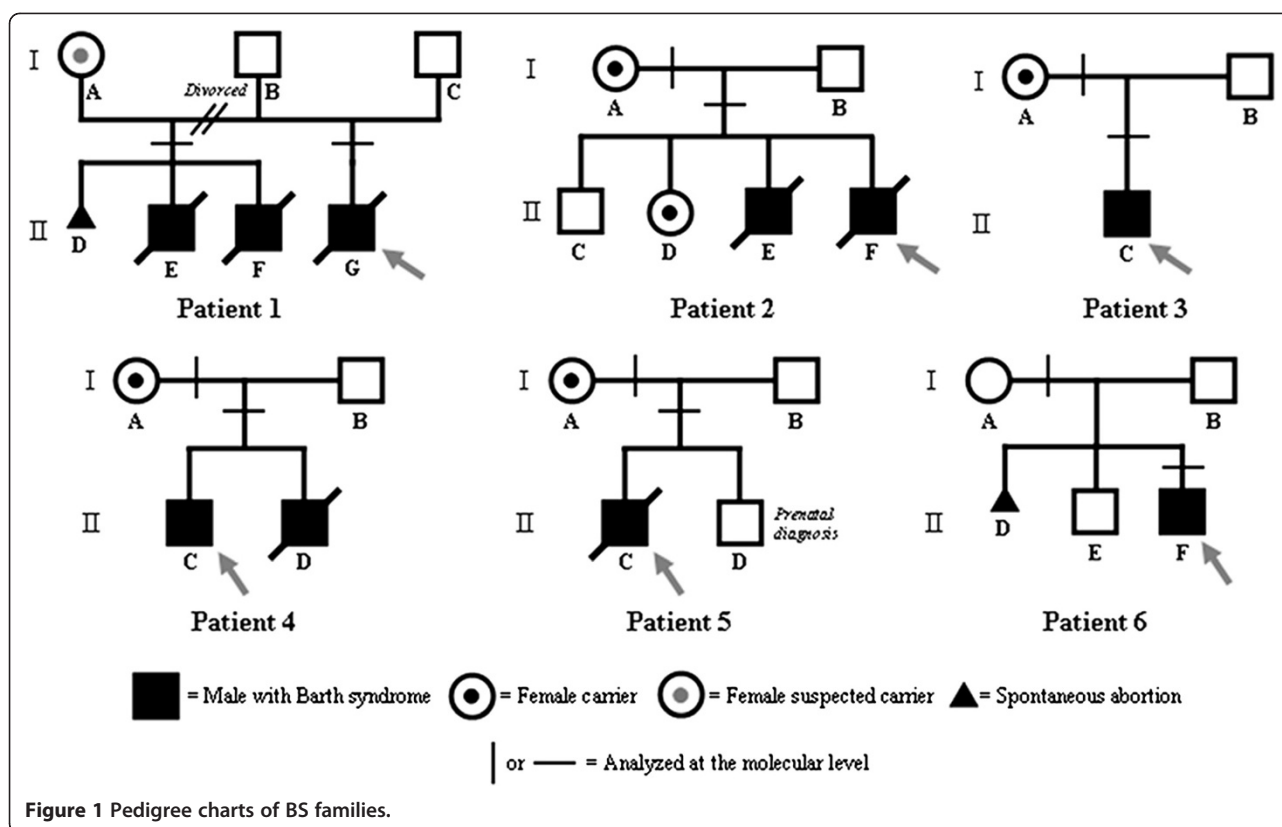 I
A
Divorced
B
C
II
D
E
F
G
Patient 1
I
A
B
II
C
D
E
F
Patient 2
I
A
B
II
C
Patient 3
I
A
B
II
C
D
Patient 4
I
A
B
II
C
D
Prenatal
diagnosis
Patient 5
I
A
B
II
D
E
F
Patient 6
= Male with Barth syndrome
= Female carrier
= Female suspected carrier
= Spontaneous abortion
or
= Analyzed at the molecular level
Figure 1 Pedigree charts of BS families.